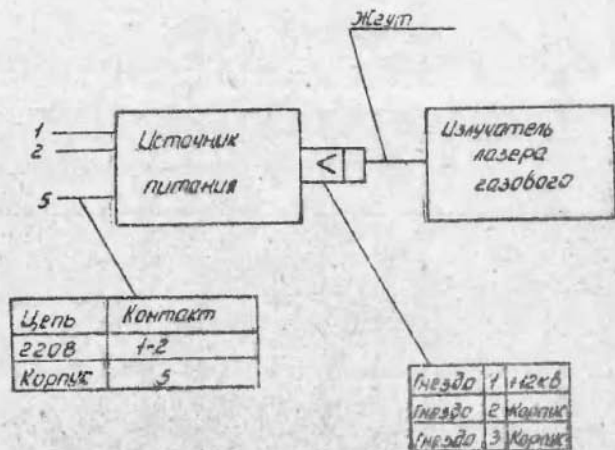 Жгут
1
2
5
Источник
питания
<
Излучатель
лазера
газового
Цепь Контакт
220В 1-2
Корпус 5
Гнездо 1 +12кВ
Гнездо 2 Корпус
Гнездо 3 Корпус